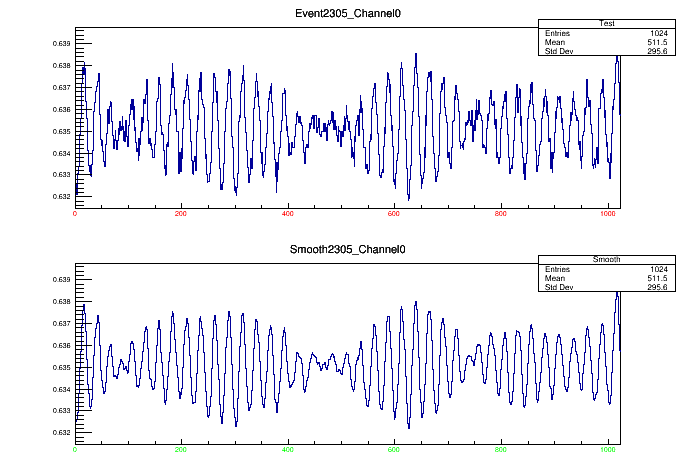 Event2305_Channel0
Test
Entries 1024
Mean 511.5
Std Dev 295.6
0.639
0.638
0.637
0.636
0.635
0.634
0.633
0.632
0 200 400 600 800 1000
Smooth2305_Channel0
Smooth
Entries 1024
Mean 511.5
Std Dev 295.6
0.639
0.638
0.637
0.636
0.635
0.634
0.633
0.632
0 200 400 600 800 1000